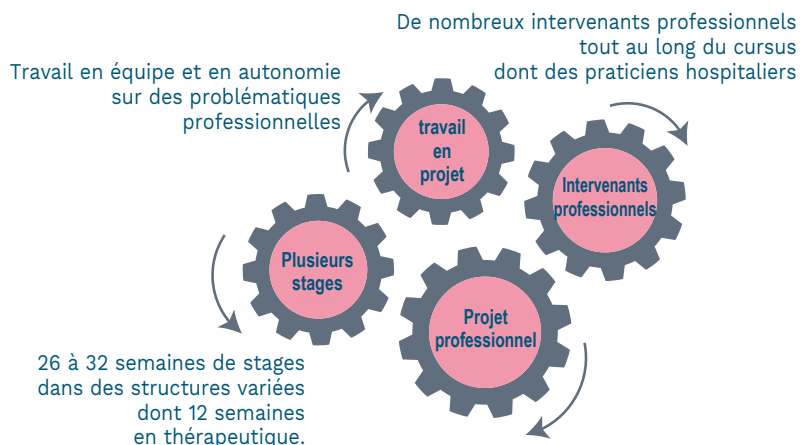 De nombreux intervenants professionnels
tout au long du cursus
dont des praticiens hospitaliers
Travail en équipe et en autonomie
sur des problématiques
professionnelles
travail
en
projet
Intervenants
professionnels
Plusieurs
stages
Projet
professionnel
26 à 32 semaines de stages
dans des structures variées
dont 12 semaines
en thérapeutique.